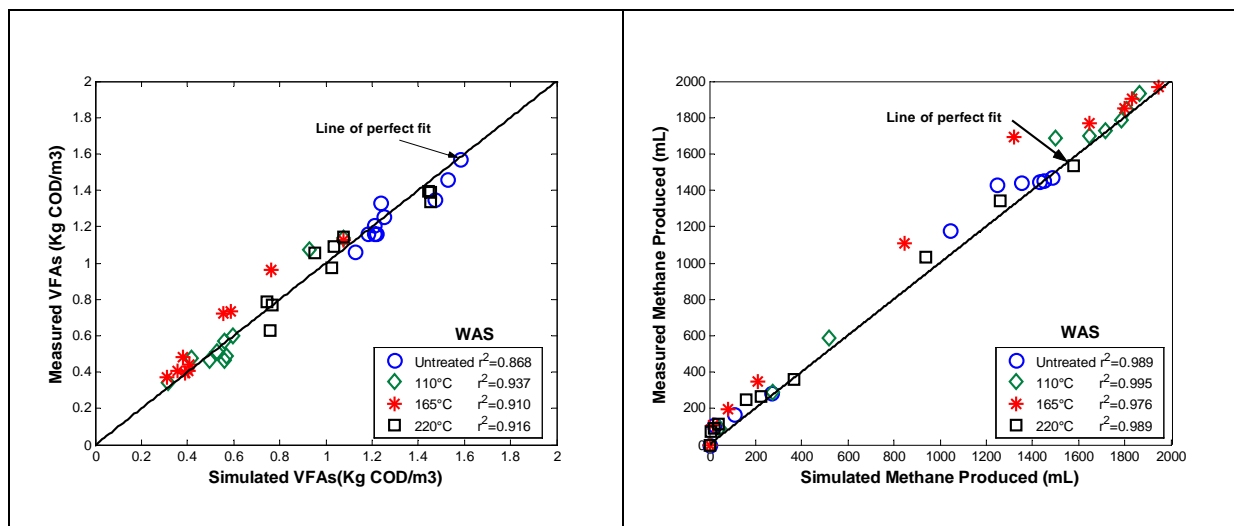 2
1.8
1.6
1.4
1.2
1
0.8
0.6
0.4
0.2
0
Measured VFAs (Kg COD/m3)
Line of perfect fit
WAS
Untreated r²=0.868
110°C r²=0.937
165°C r²=0.910
220°C r²=0.916
0 0.2 0.4 0.6 0.8 1 1.2 1.4 1.6 1.8 2
Simulated VFAs(Kg COD/m3)
2000
1800
1600
1400
1200
1000
800
600
400
200
0
Measured Methane Produced (mL)
Line of perfect fit
WAS
Untreated r²=0.989
110°C r²=0.995
165°C r²=0.976
220°C r²=0.989
0 200 400 600 800 1000 1200 1400 1600 1800 2000
Simulated Methane Produced (mL)